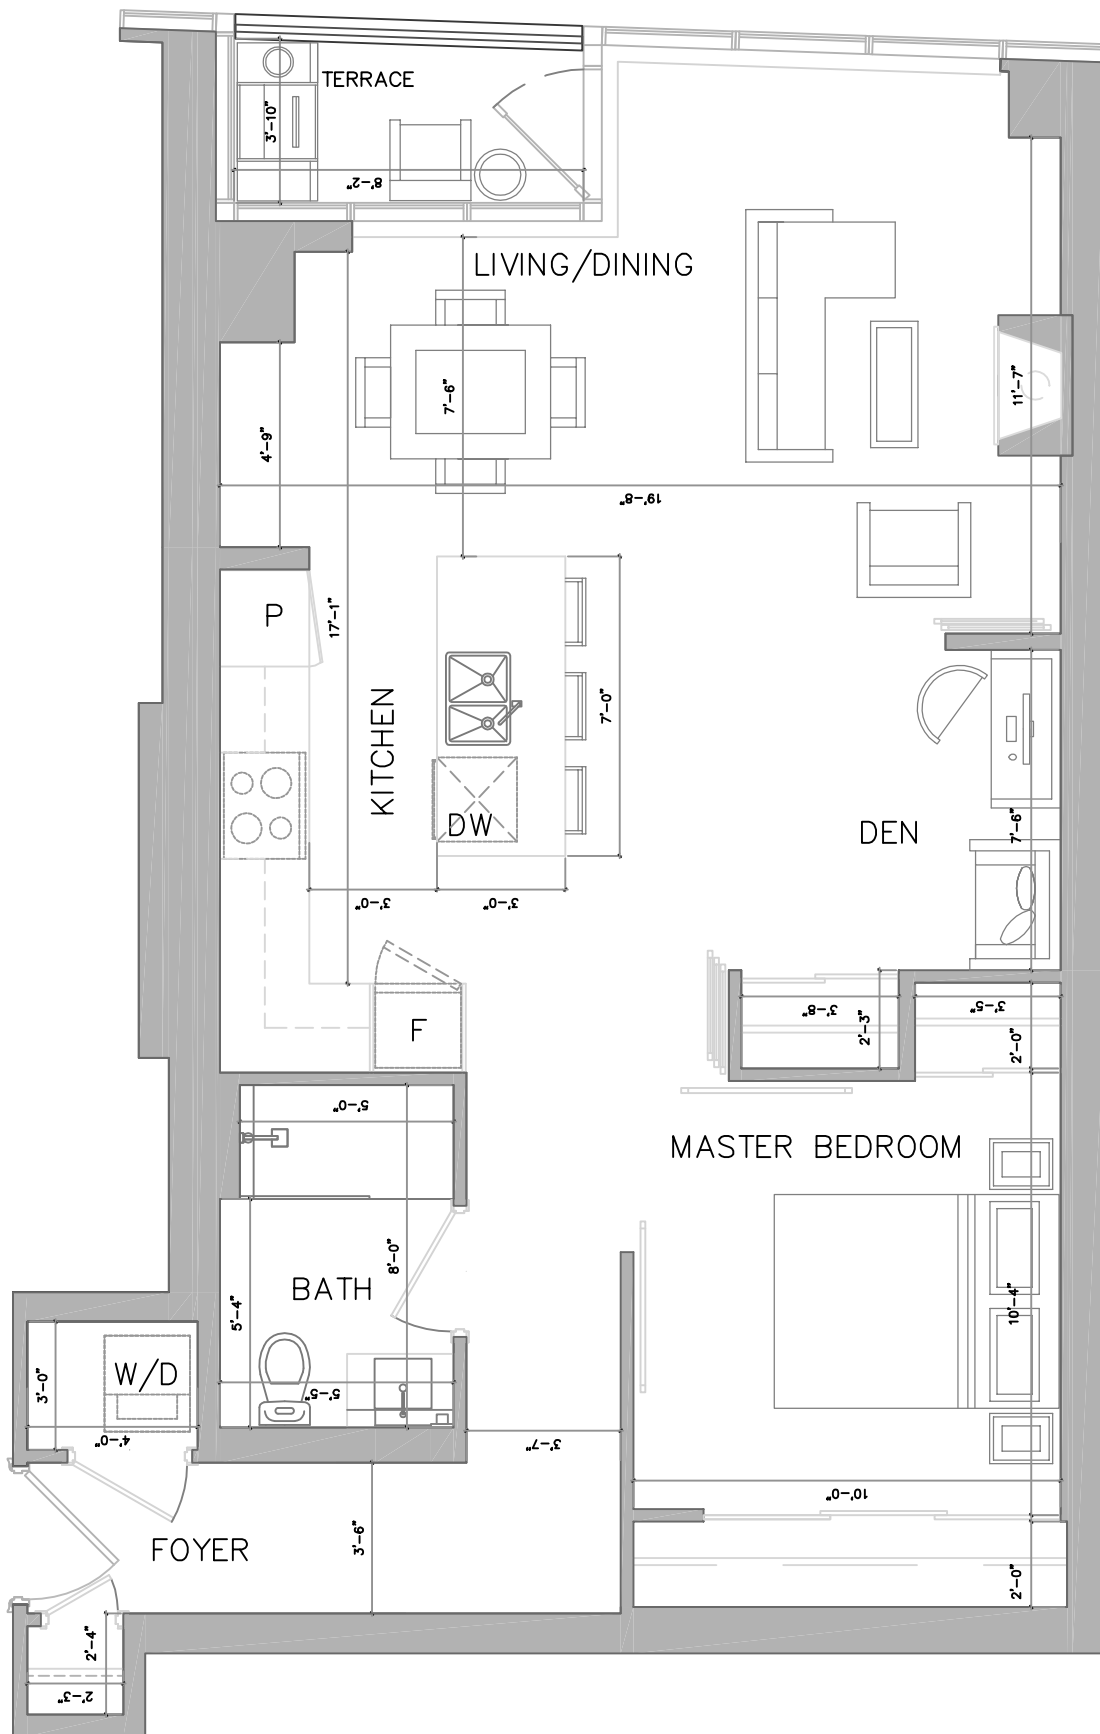 TERRACE
3'-10"
8'-2"
LIVING/DINING
7'-6"
11'-7"
4'-9"
19'-8"
P
17'-1"
KITCHEN
7'-0"
DW
DEN
7'-6"
3'-0"
3'-0"
F
3'-8"
2'-3"
3'-5"
2'-0"
5'-0"
MASTER BEDROOM
8'-0"
BATH
5'-4"
10'-4"
W/D
3'-0"
5'-5"
4'-0"
3'-7"
10'-0"
FOYER
3'-6"
2'-0"
2'-4"
2'-3"